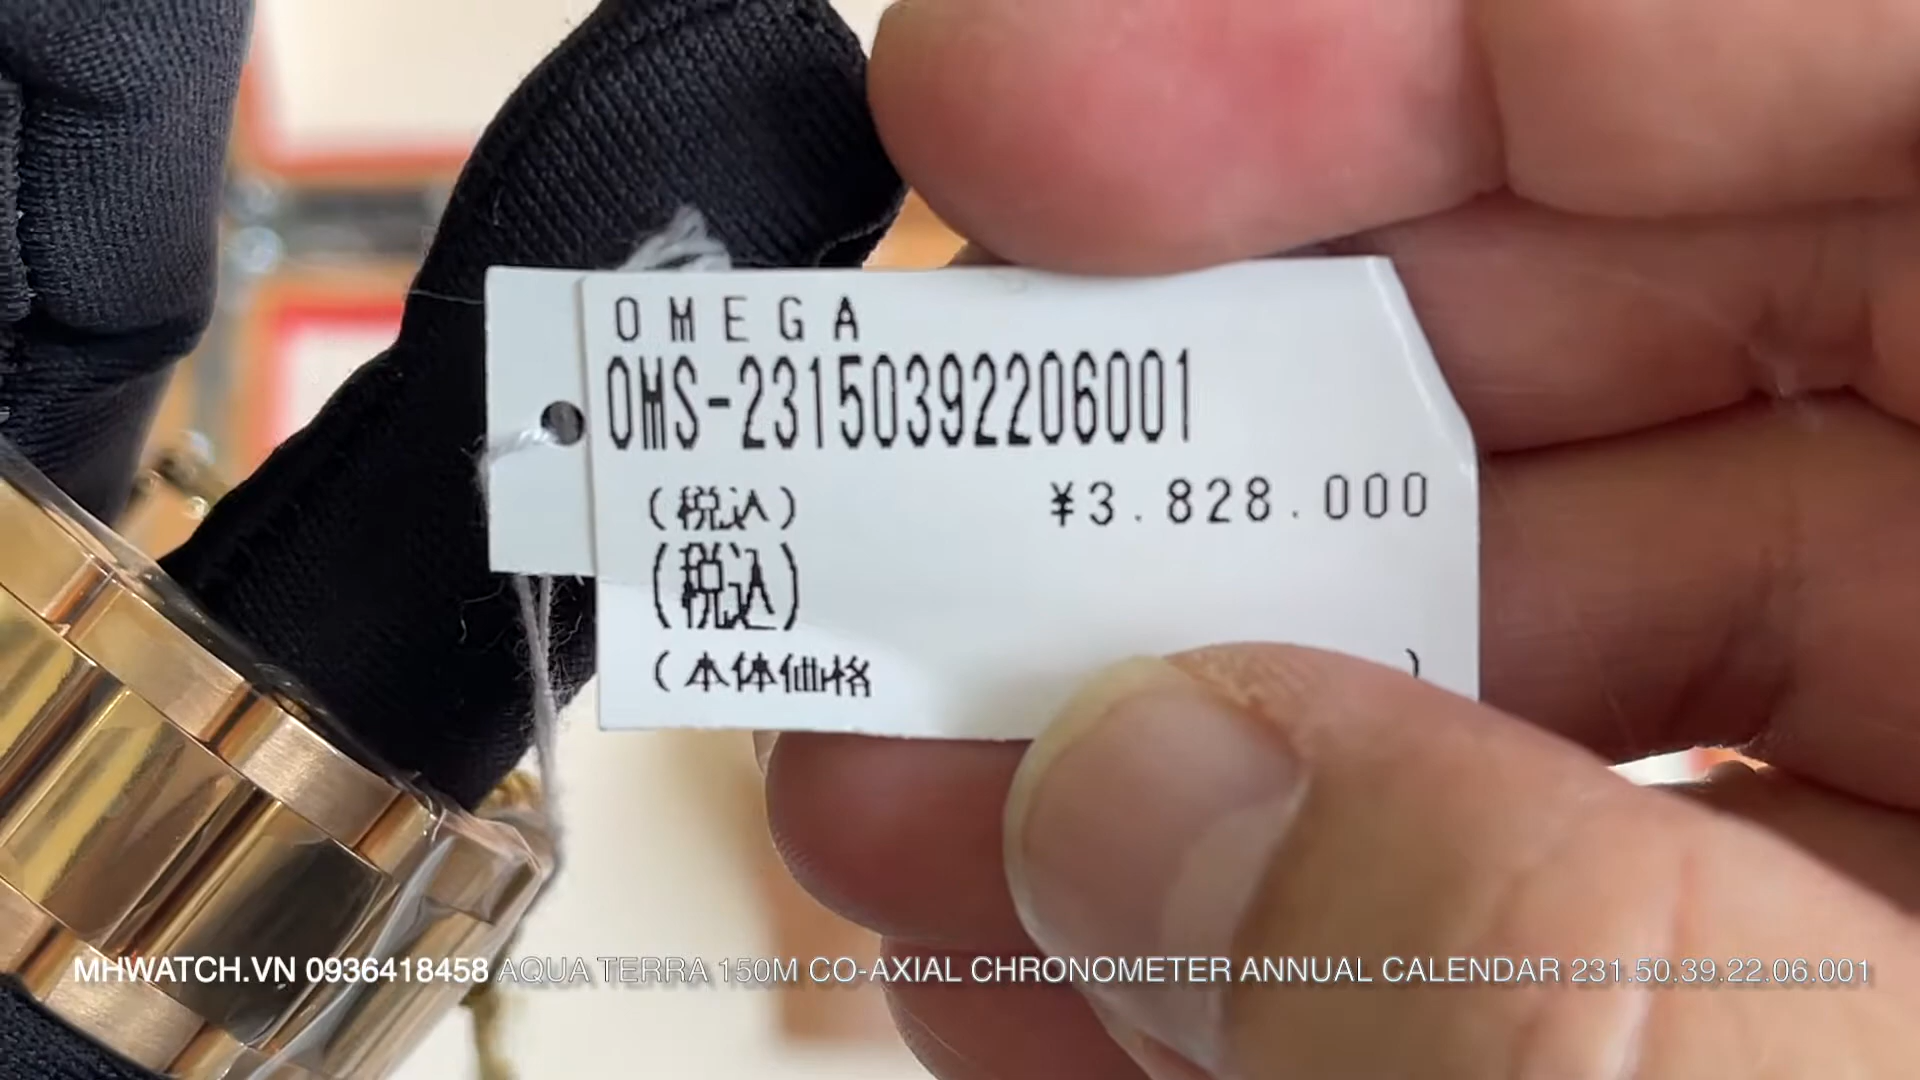 OMEGA
OMS-23150392206001
(税込) ¥3.828.000
(税込)
(本体価格 )
MHWATCH.VN 0936418458 AQUA TERRA 150M CO-AXIAL CHRONOMETER ANNUAL CALENDAR 231.50.39.22.06.001